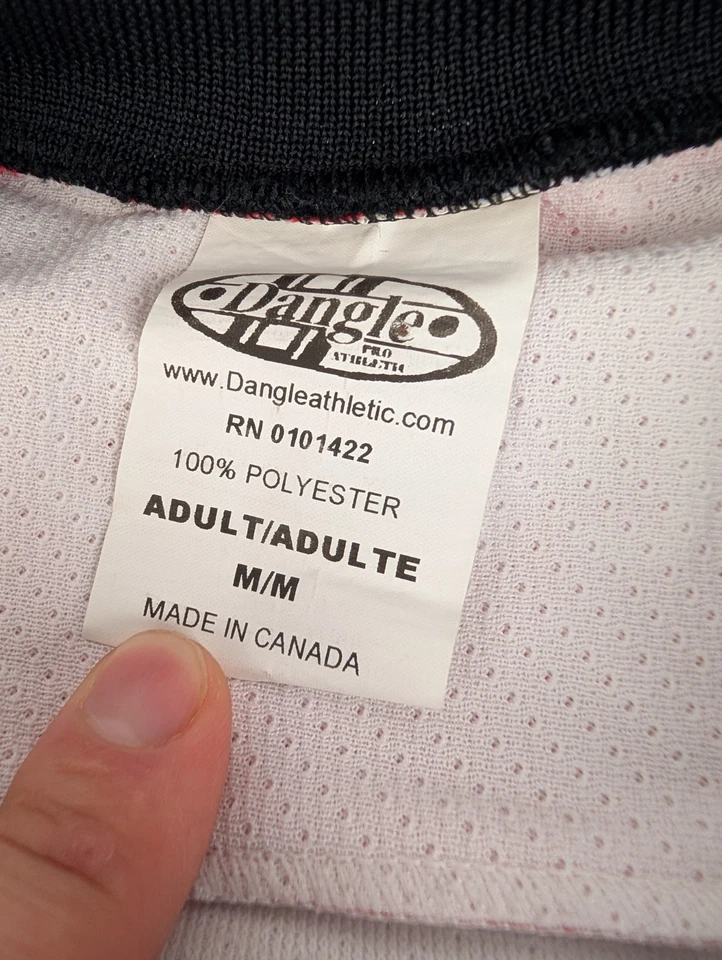 Dangle
PRO
ATHLETIC
www.Dangleathletic.com
RN 0101422
100% POLYESTER
ADULT/ADULTE
M/M
MADE IN CANADA